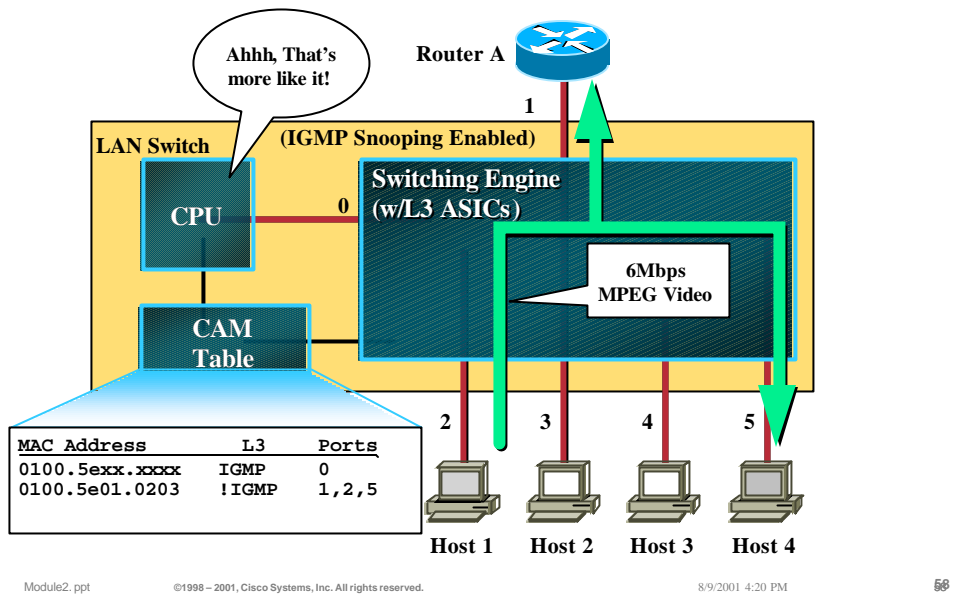 Ahhh, That's
more like it!
Router A
1
LAN Switch
(IGMP Snooping Enabled)
CPU
0
Switching Engine
(w/L3 ASICs)
6Mbps
MPEG Video
CAM
Table
2
3
4
5
MAC Address L3 Ports
0100.5exx.xxxx IGMP 0
0100.5e01.0203 !IGMP 1,2,5
Host 1
Host 2
Host 3
Host 4
Module2. ppt
©1998 – 2001, Cisco Systems, Inc. All rights reserved.
8/9/2001 4:20 PM